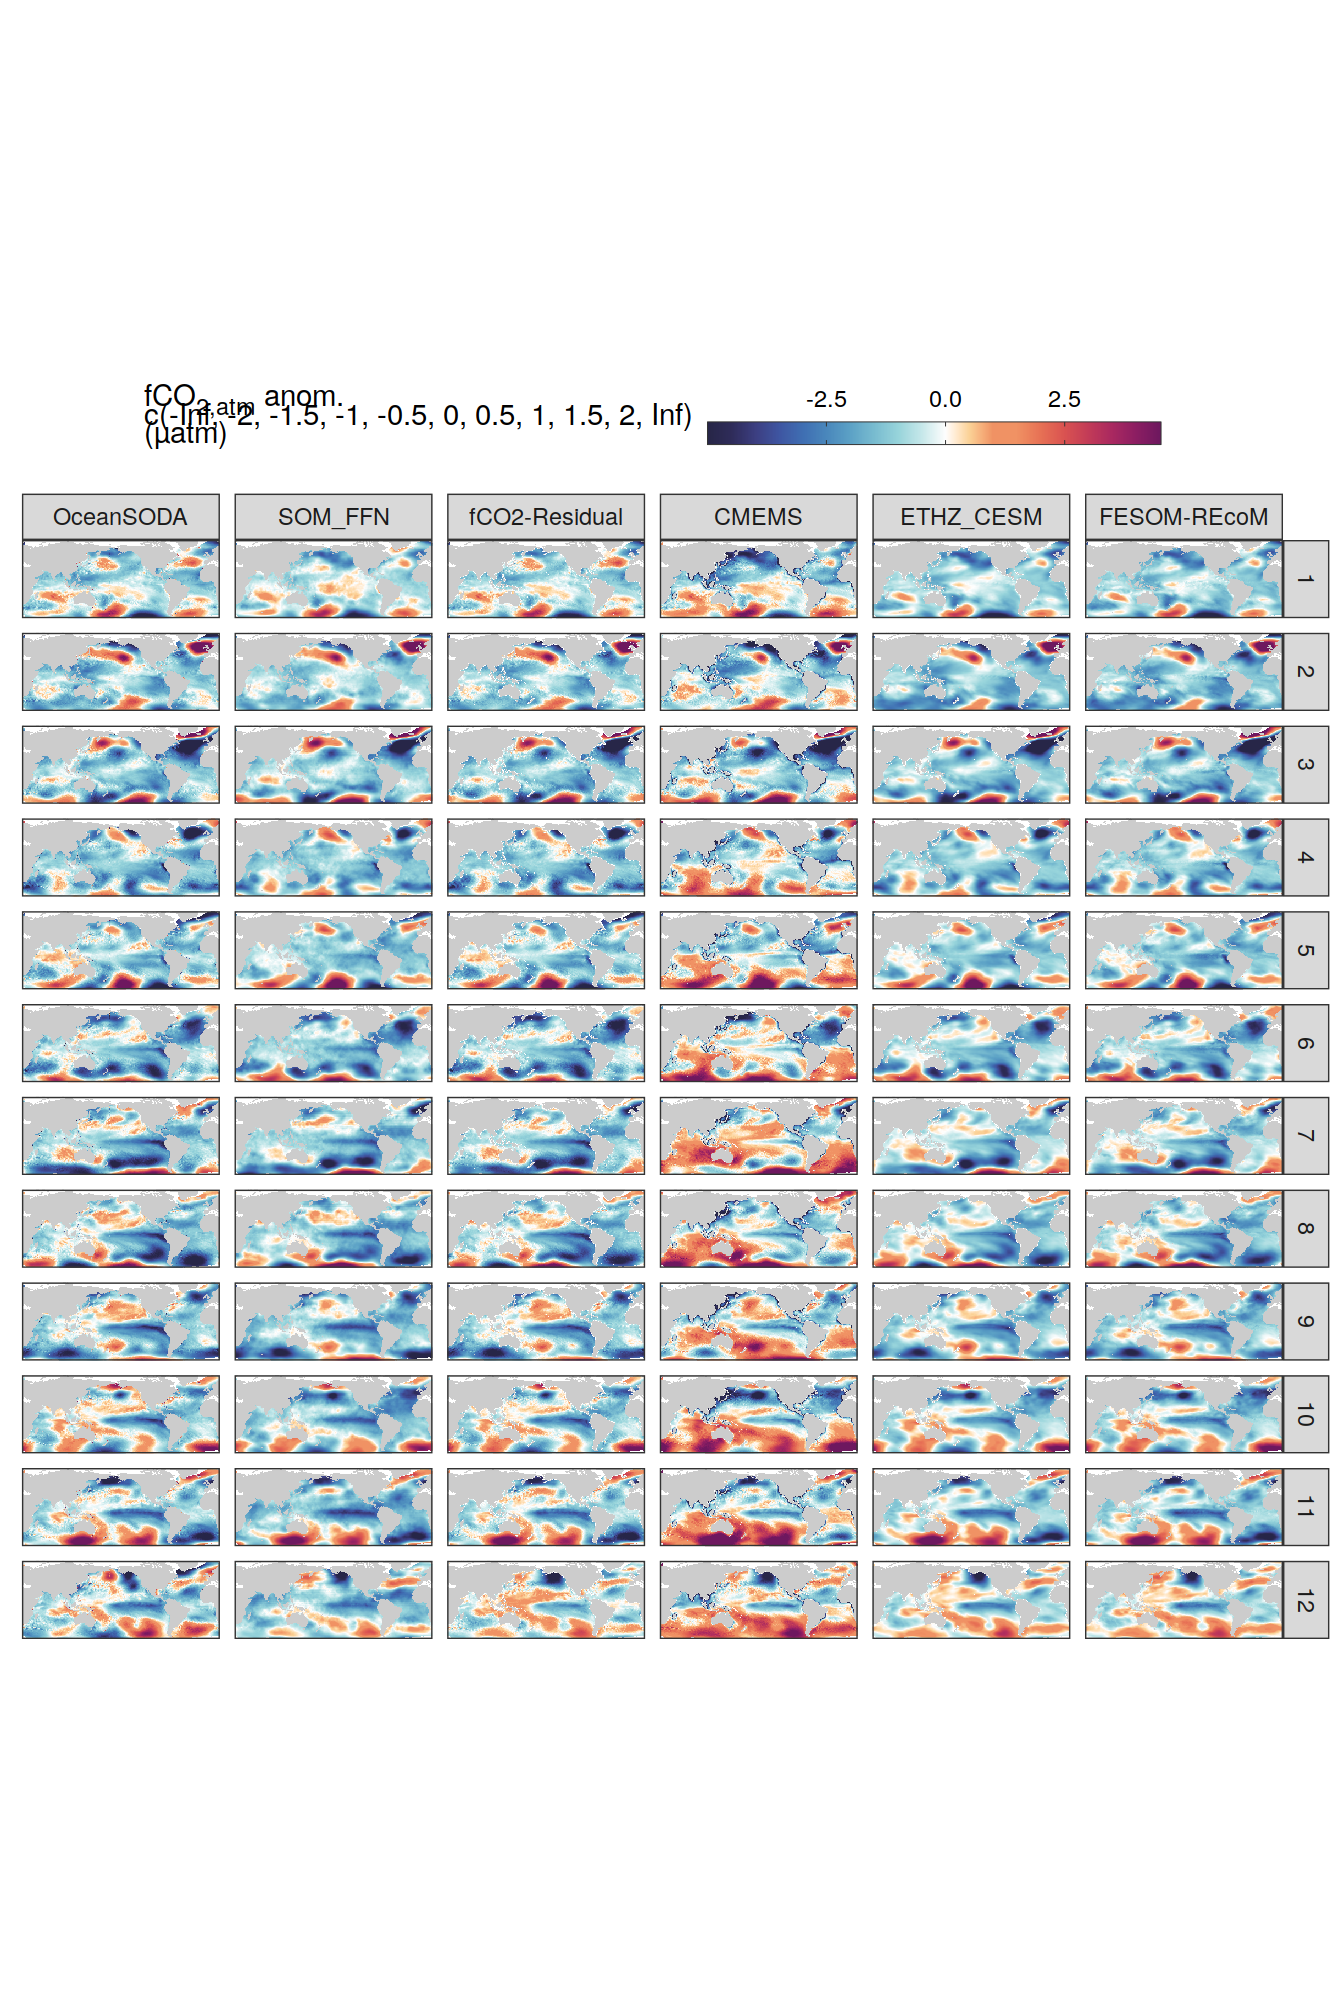 fCO2,atm anom.
c(-Inf, -2, -1.5, -1, -0.5, 0, 0.5, 1, 1.5, 2, Inf)
(µatm)
-2.5 0.0 2.5
OceanSODA SOM_FFN fCO2-Residual CMEMS ETHZ_CESM FESOM-REcoM
1
2
3
4
5
6
7
8
9
10
11
12